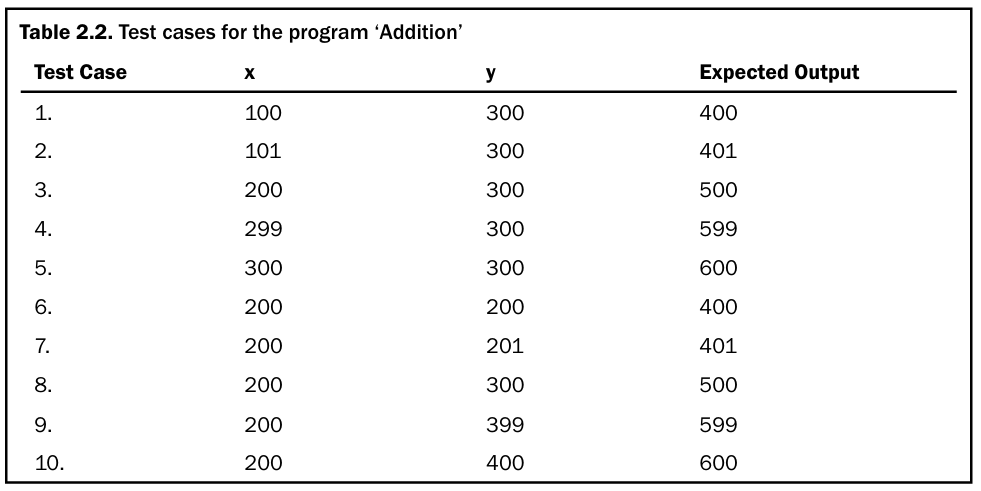 Table 2.2. Test cases for the program ‘Addition’
Test Case x y Expected Output
1. 100 300 400
2. 101 300 401
3. 200 300 500
4. 299 300 599
5. 300 300 600
6. 200 200 400
7. 200 201 401
8. 200 300 500
9. 200 399 599
10. 200 400 600